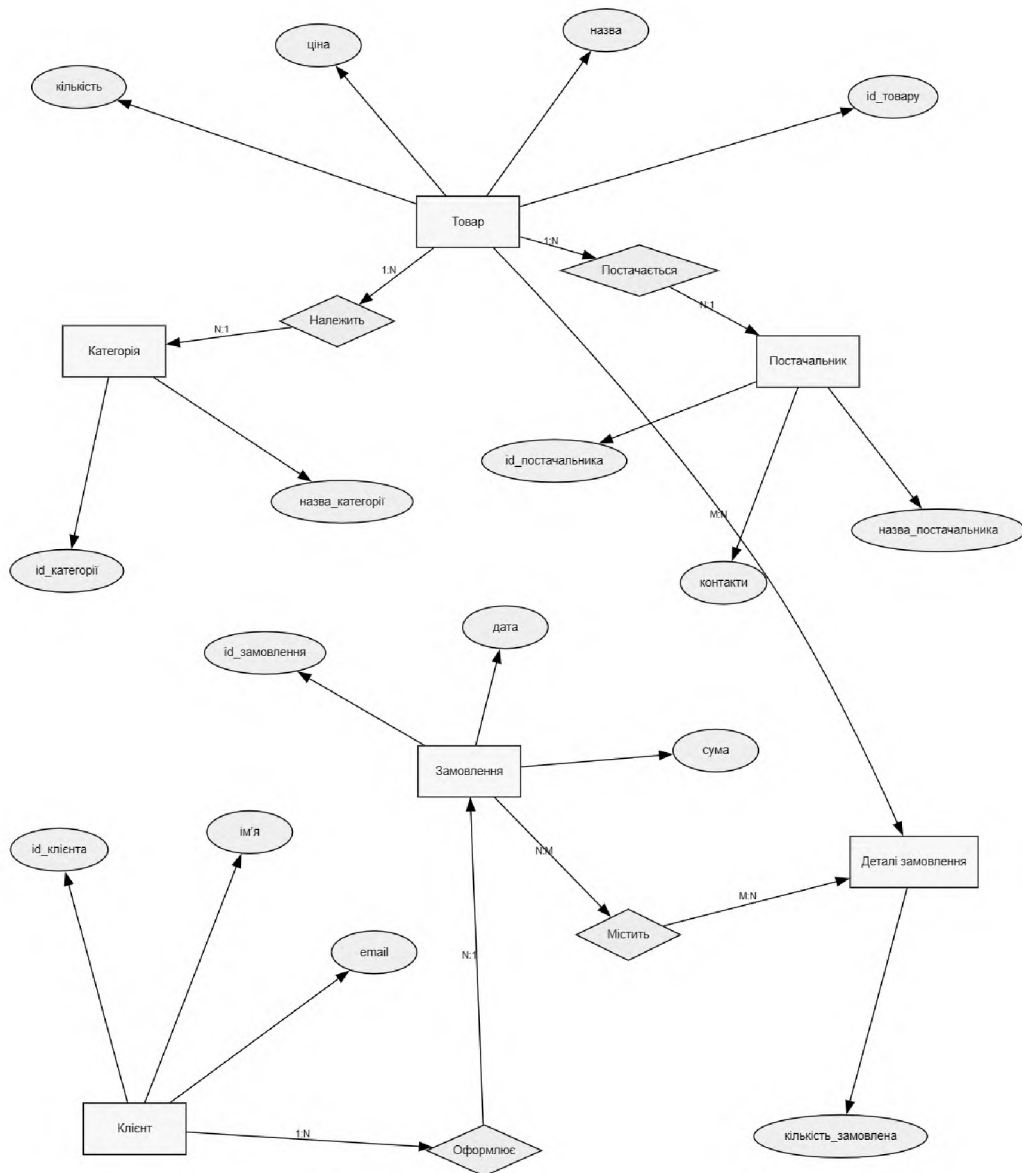 назва
ціна
кількість
id_товару
Товар
1:N
1:N
Постачається
N:1
Належить
N:1
Категорія
Постачальник
id_постачальника
назва_категорії
M:N
назва_постачальника
id_категорії
контакти
дата
id_замовлення
сума
Замовлення
ім'я
id_клієнта
N:M
Деталі замовлення
M:N
Містить
email
N:1
Клієнт
1:N
Оформлює
кількість_замовлена